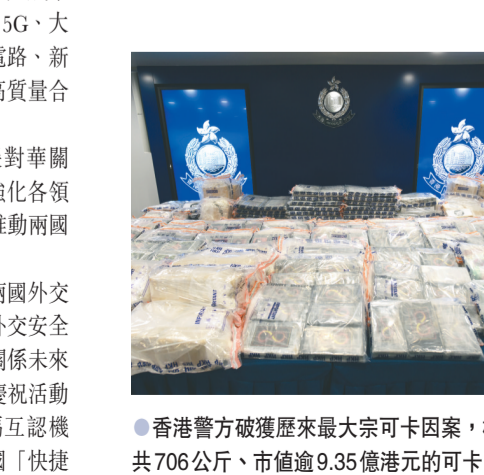 5G、大
電路、新
高質量合
對華關
強化各領
推動兩國
兩國外交
外交安全
關係未來
慶祝活動
碼互認機
國「快捷
●香港警方破獲歷來最大宗可卡因案，
共706公斤、市值逾9.35億港元的可卡